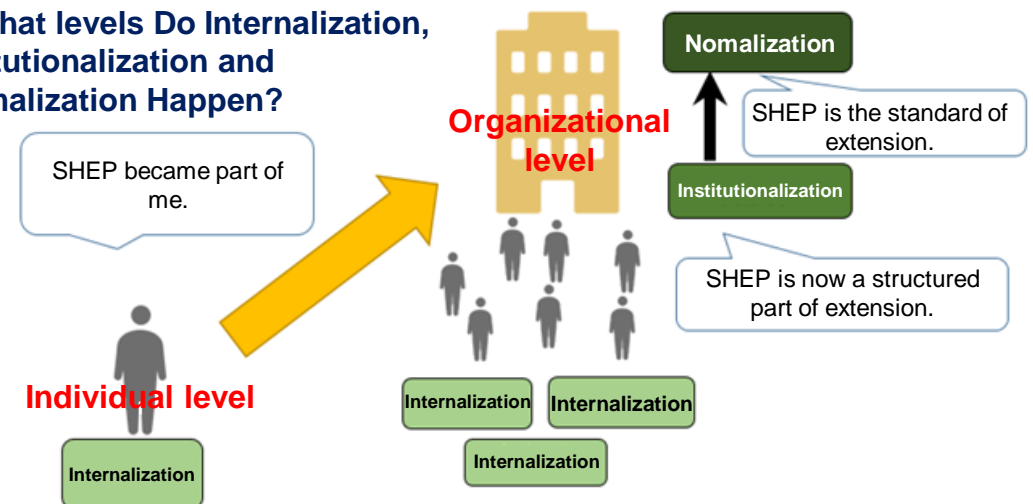 hat levels Do Internalization,
tutionalization and
malization Happen?
Nomalization
SHEP is the standard of
extension.
Organizational
level
SHEP became part of
me.
Institutionalization
SHEP is now a structured
part of extension.
Individual level
Internalization
Internalization
Internalization
Internalization